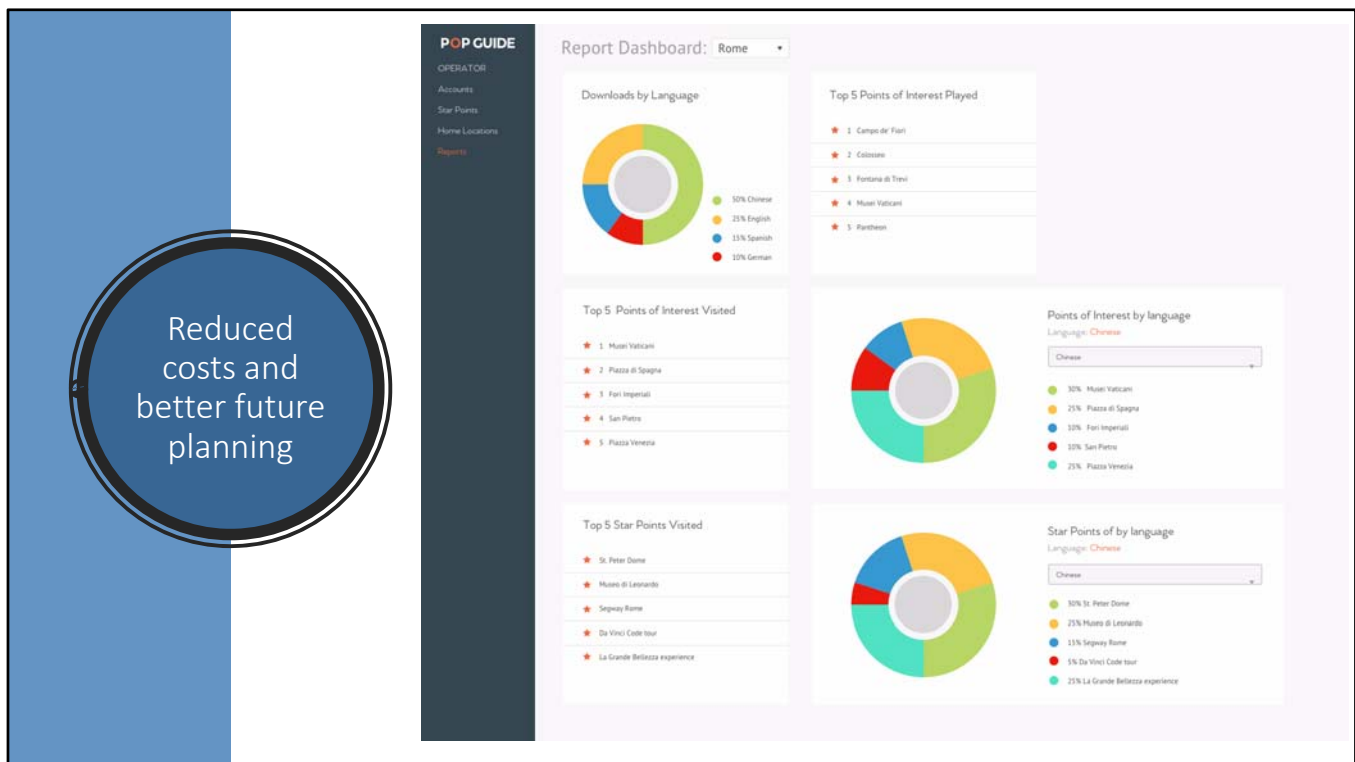 Reduced
costs and
better future
planning
POP GUIDE
OPERATOR
Accounts
Star Points
Home Locations
Reports
Report Dashboard: Rome
Downloads by Language
50% Chinese
25% English
15% Spanish
10% German
Top 5 Points of Interest Played
1 Campo de' Fiori
2 Colosseo
3 Fontana di Trevi
4 Musei Vaticani
5 Pantheon
Top 5 Points of Interest Visited
1 Musei Vaticani
2 Piazza di Spagna
3 Fori Imperiali
4 San Pietro
5 Piazza Venezia
Points of Interest by language
Language: Chinese
Chinese
30% Musei Vaticani
25% Piazza di Spagna
10% Fori Imperiali
10% San Pietro
25% Piazza Venezia
Top 5 Star Points Visited
St. Peter Dome
Museo di Leonardo
Segway Rome
Da Vinci Code tour
La Grande Bellezza experience
Star Points of by language
Language: Chinese
Chinese
30% St. Peter Dome
25% Museo di Leonardo
15% Segway Rome
5% Da Vinci Code tour
25% La Grande Bellezza experience